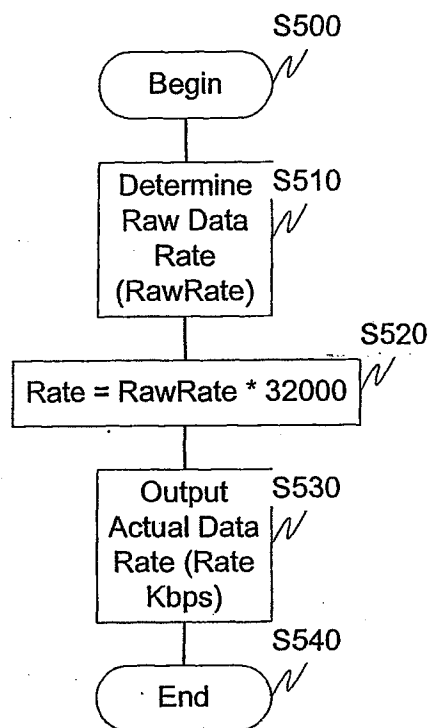 S500
Begin
S510
Determine
Raw Data
Rate
(RawRate)
S520
Rate = RawRate * 32000
S530
Output
Actual Data
Rate (Rate
Kbps)
S540
End